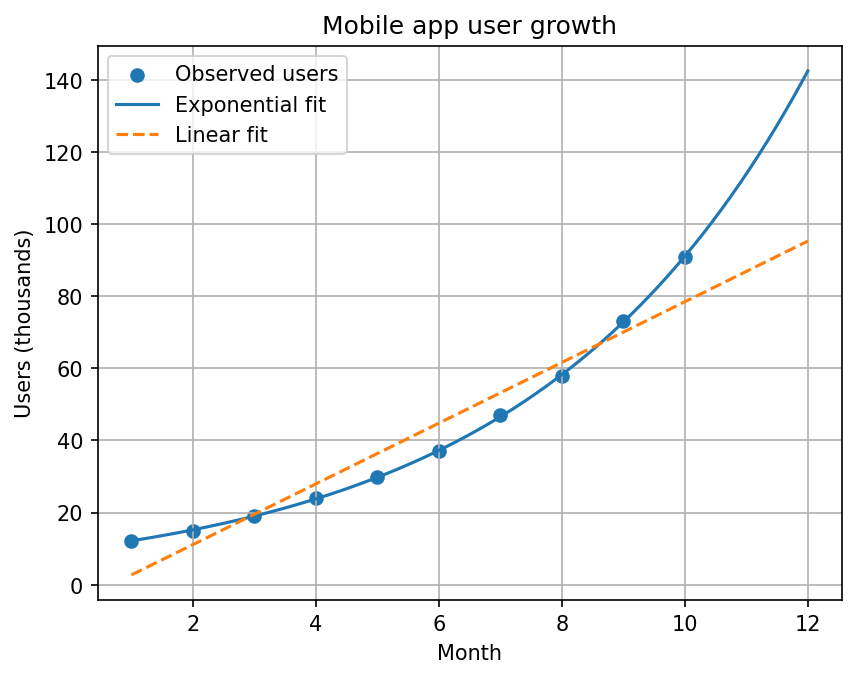 Mobile app user growth
Observed users
Exponential fit
Linear fit
Users (thousands)
140
120
100
80
60
40
20
0
2 4 6 8 10 12
Month